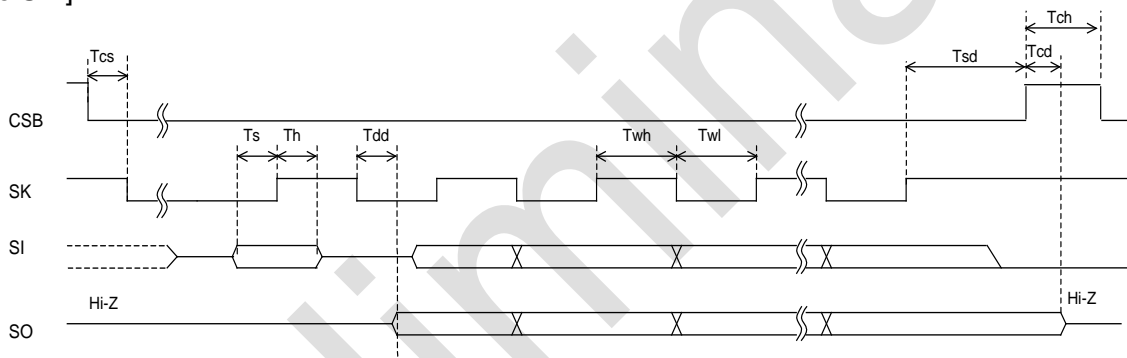 Tch
Tcs
Tsd
Tcd
CSB
Ts
Th
Tdd
Twh
Twl
SK
SI
Hi-Z
Hi-Z
SO